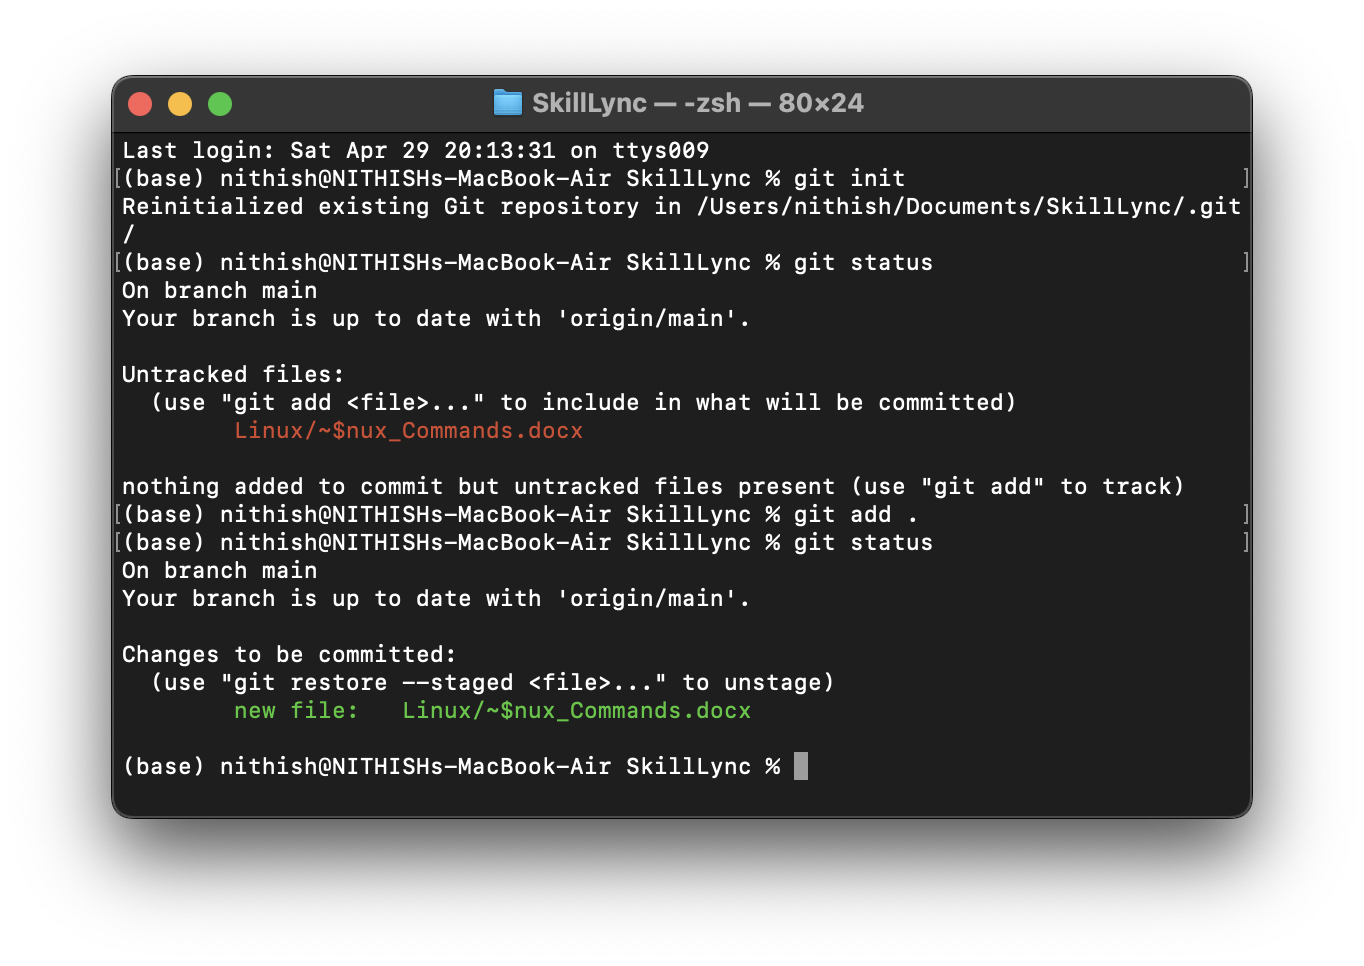 SkillLync — -zsh — 80×24
Last login: Sat Apr 29 20:13:31 on ttys009
[(base) nithish@NITHISHs-MacBook-Air SkillLync % git init ]
Reinitialized existing Git repository in /Users/nithish/Documents/SkillLync/.git
/
[(base) nithish@NITHISHs-MacBook-Air SkillLync % git status ]
On branch main
Your branch is up to date with 'origin/main'.
Untracked files:
(use "git add <file>..." to include in what will be committed)
Linux/~$nux_Commands.docx
nothing added to commit but untracked files present (use "git add" to track)
[(base) nithish@NITHISHs-MacBook-Air SkillLync % git add . ]
[(base) nithish@NITHISHs-MacBook-Air SkillLync % git status ]
On branch main
Your branch is up to date with 'origin/main'.
Changes to be committed:
(use "git restore --staged <file>..." to unstage)
new file: Linux/~$nux_Commands.docx
(base) nithish@NITHISHs-MacBook-Air SkillLync %